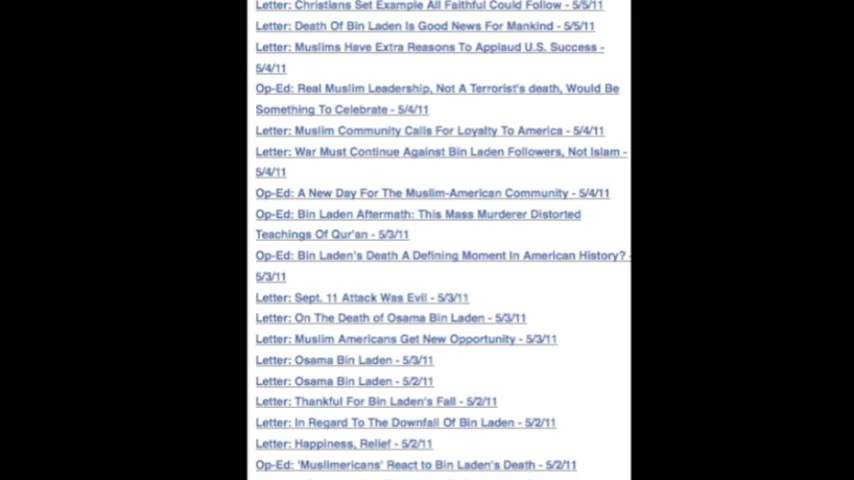 Letter: Christians Set Example All Faithful Could Follow - 5/5/11
Letter: Death Of Bin Laden Is Good News For Mankind - 5/5/11
Letter: Muslims Have Extra Reasons To Applaud U.S. Success -
5/4/11
Op-Ed: Real Muslim Leadership, Not A Terrorist's death, Would Be
Something To Celebrate - 5/4/11
Letter: Muslim Community Calls For Loyalty To America - 5/4/11
Letter: War Must Continue Against Bin Laden Followers, Not Islam -
5/4/11
Op-Ed: A New Day For The Muslim-American Community - 5/4/11
Op-Ed: Bin Laden Aftermath: This Mass Murderer Distorted
Teachings Of Qur'an - 5/3/11
Op-Ed: Bin Laden's Death A Defining Moment In American History? -
5/3/11
Letter: Sept. 11 Attack Was Evil - 5/3/11
Letter: On The Death of Osama Bin Laden - 5/3/11
Letter: Muslim Americans Get New Opportunity - 5/3/11
Letter: Osama Bin Laden - 5/3/11
Letter: Osama Bin Laden - 5/2/11
Letter: Thankful For Bin Laden's Fall - 5/2/11
Letter: In Regard To The Downfall Of Bin Laden - 5/2/11
Letter: Happiness, Relief - 5/2/11
Op-Ed: 'Muslimericans' React to Bin Laden's Death - 5/2/11